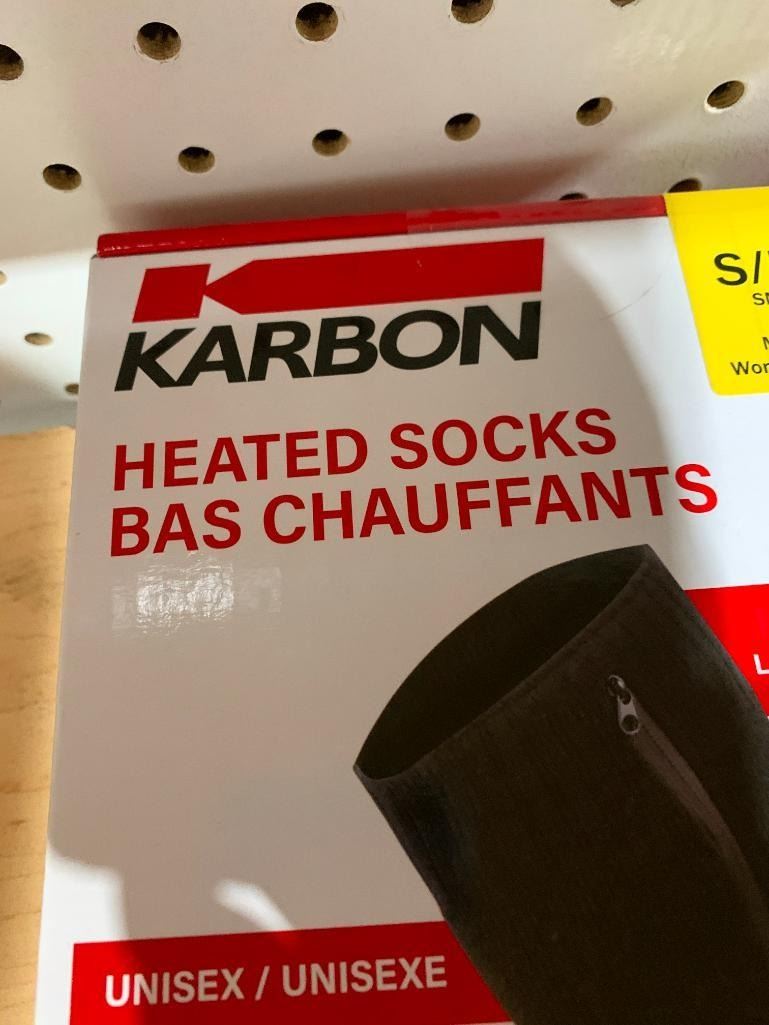 KARBON
HEATED SOCKS
BAS CHAUFFANTS
S/
UNISEX / UNISEXE